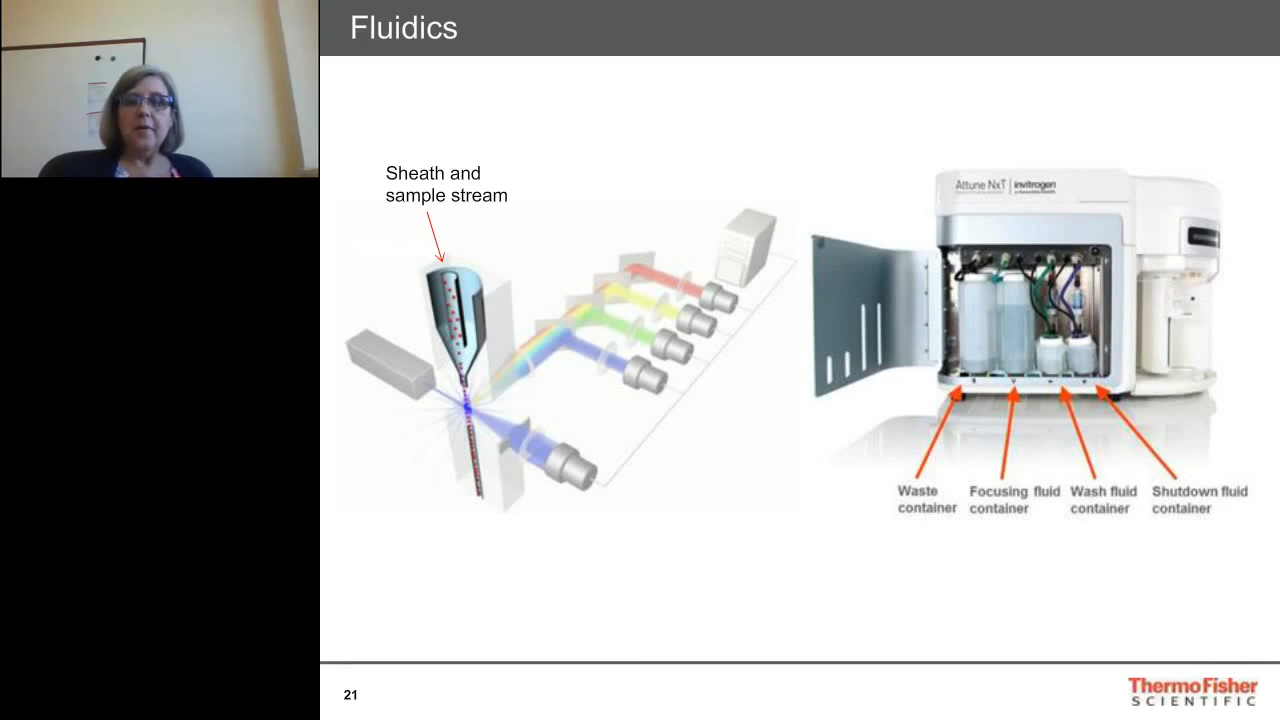 Fluidics
Sheath and
sample stream
Attune NxT | invitrogen
Waste
container
Focusing fluid
container
Wash fluid
container
Shutdown fluid
container
21
ThermoFisher
SCIENTIFIC